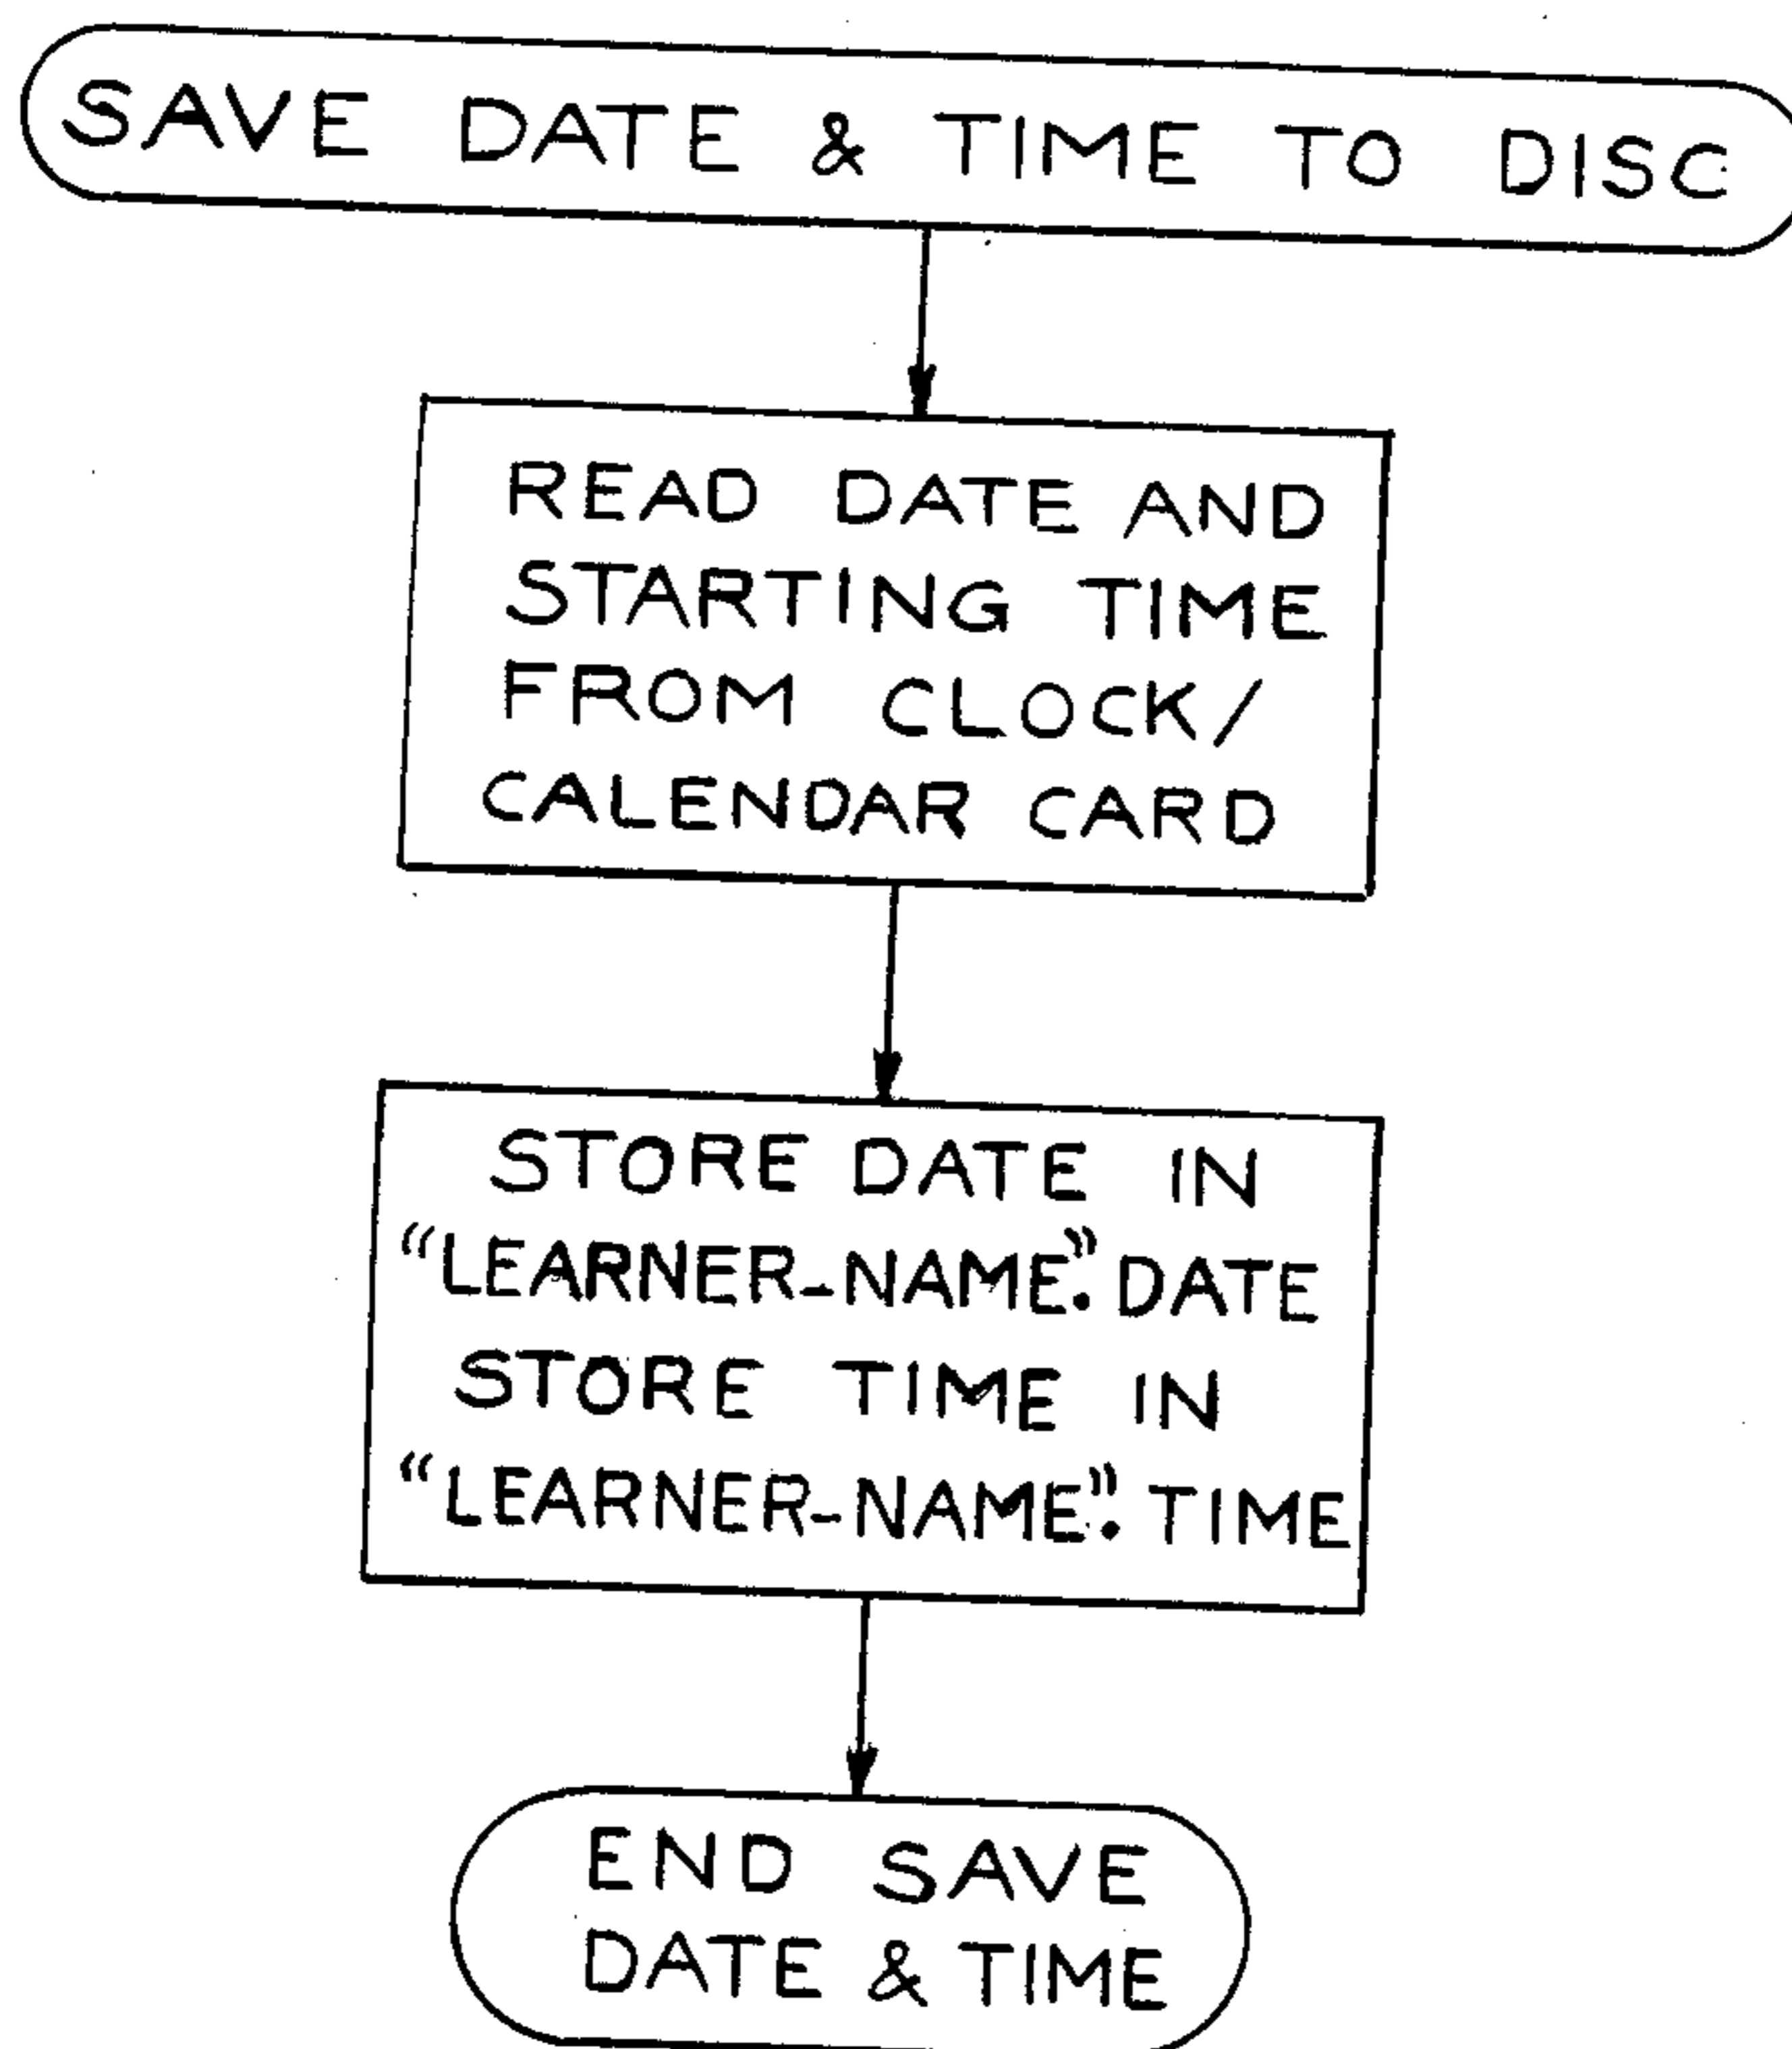 SAVE DATE & TIME TO DISC
READ DATE AND
STARTING TIME
FROM CLOCK/
CALENDAR CARD
STORE DATE IN
“LEARNER-NAME”.DATE
STORE TIME IN
“LEARNER-NAME”.TIME
END SAVE
DATE & TIME